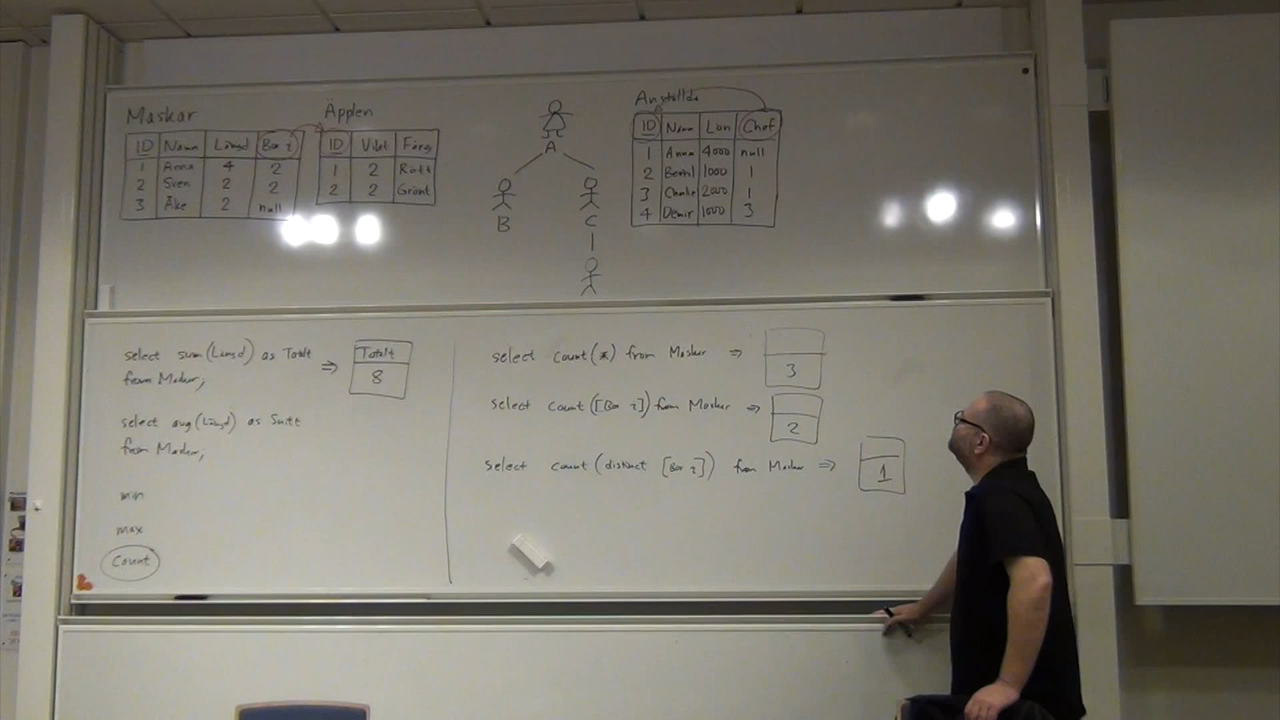 Maskar
ID Namn Längd Bor i
1 Anna 4 2
2 Sven 2 2
3 Åke 2 null
Äpplen
ID Vikt Färg
1 2 Rött
2 2 Grönt
A
B
C
Anställda
ID Namn Lön Chef
1 Anna 4000 null
2 Bertil 1000 1
3 Charlie 2000 1
4 Demir 1000 3
select sum(Längd) as Totalt
from Maskar;
⇒
Totalt
8
select avg(Längd) as Snitt
from Maskar;
min
max
Count
select count(*) from Maskar ⇒
3
select count([Bor i]) from Maskar ⇒
2
select count(distinct [Bor i]) from Maskar ⇒
1